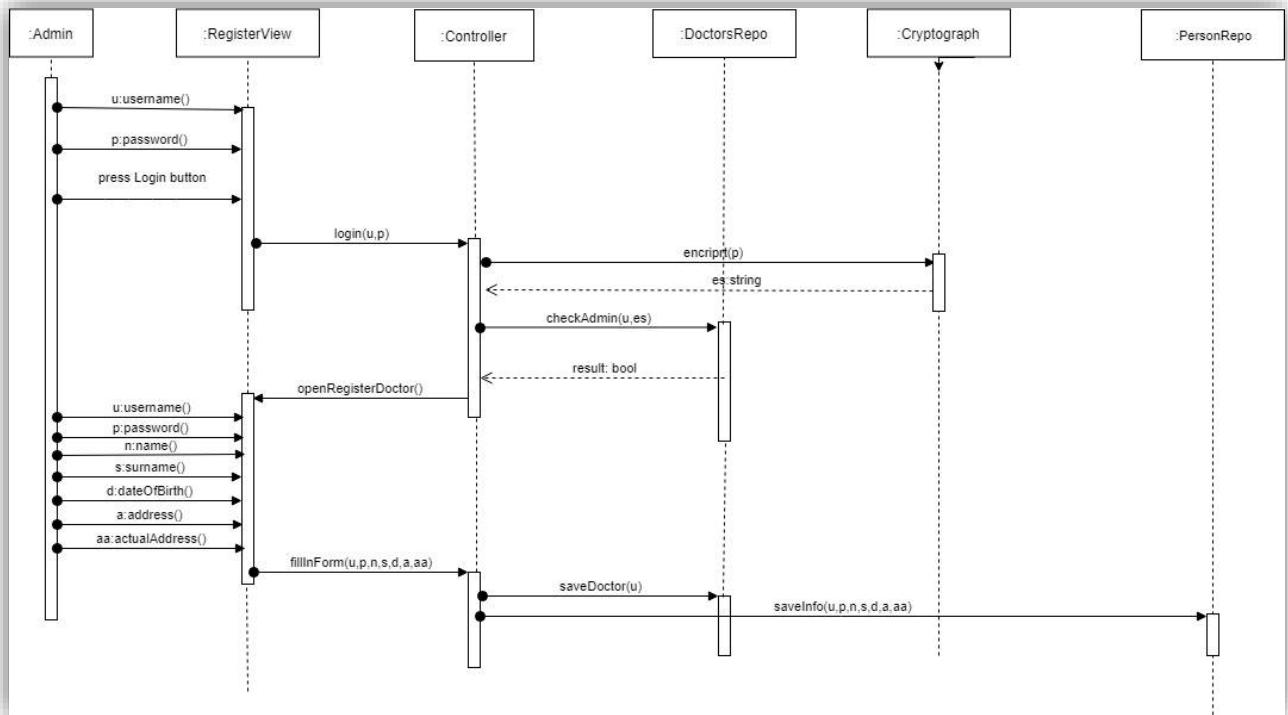 :Admin
:RegisterView
:Controller
:DoctorsRepo
:Cryptograph
:PersonRepo
u:username()
p:password()
press Login button
login(u,p)
encriprt(p)
es:string
checkAdmin(u,es)
result: bool
openRegisterDoctor()
u:username()
p:password()
n:name()
s:surname()
d:dateOfBirth()
a:address()
aa:actualAddress()
fillInForm(u,p,n,s,d,a,aa)
saveDoctor(u)
saveInfo(u,p,n,s,d,a,aa)